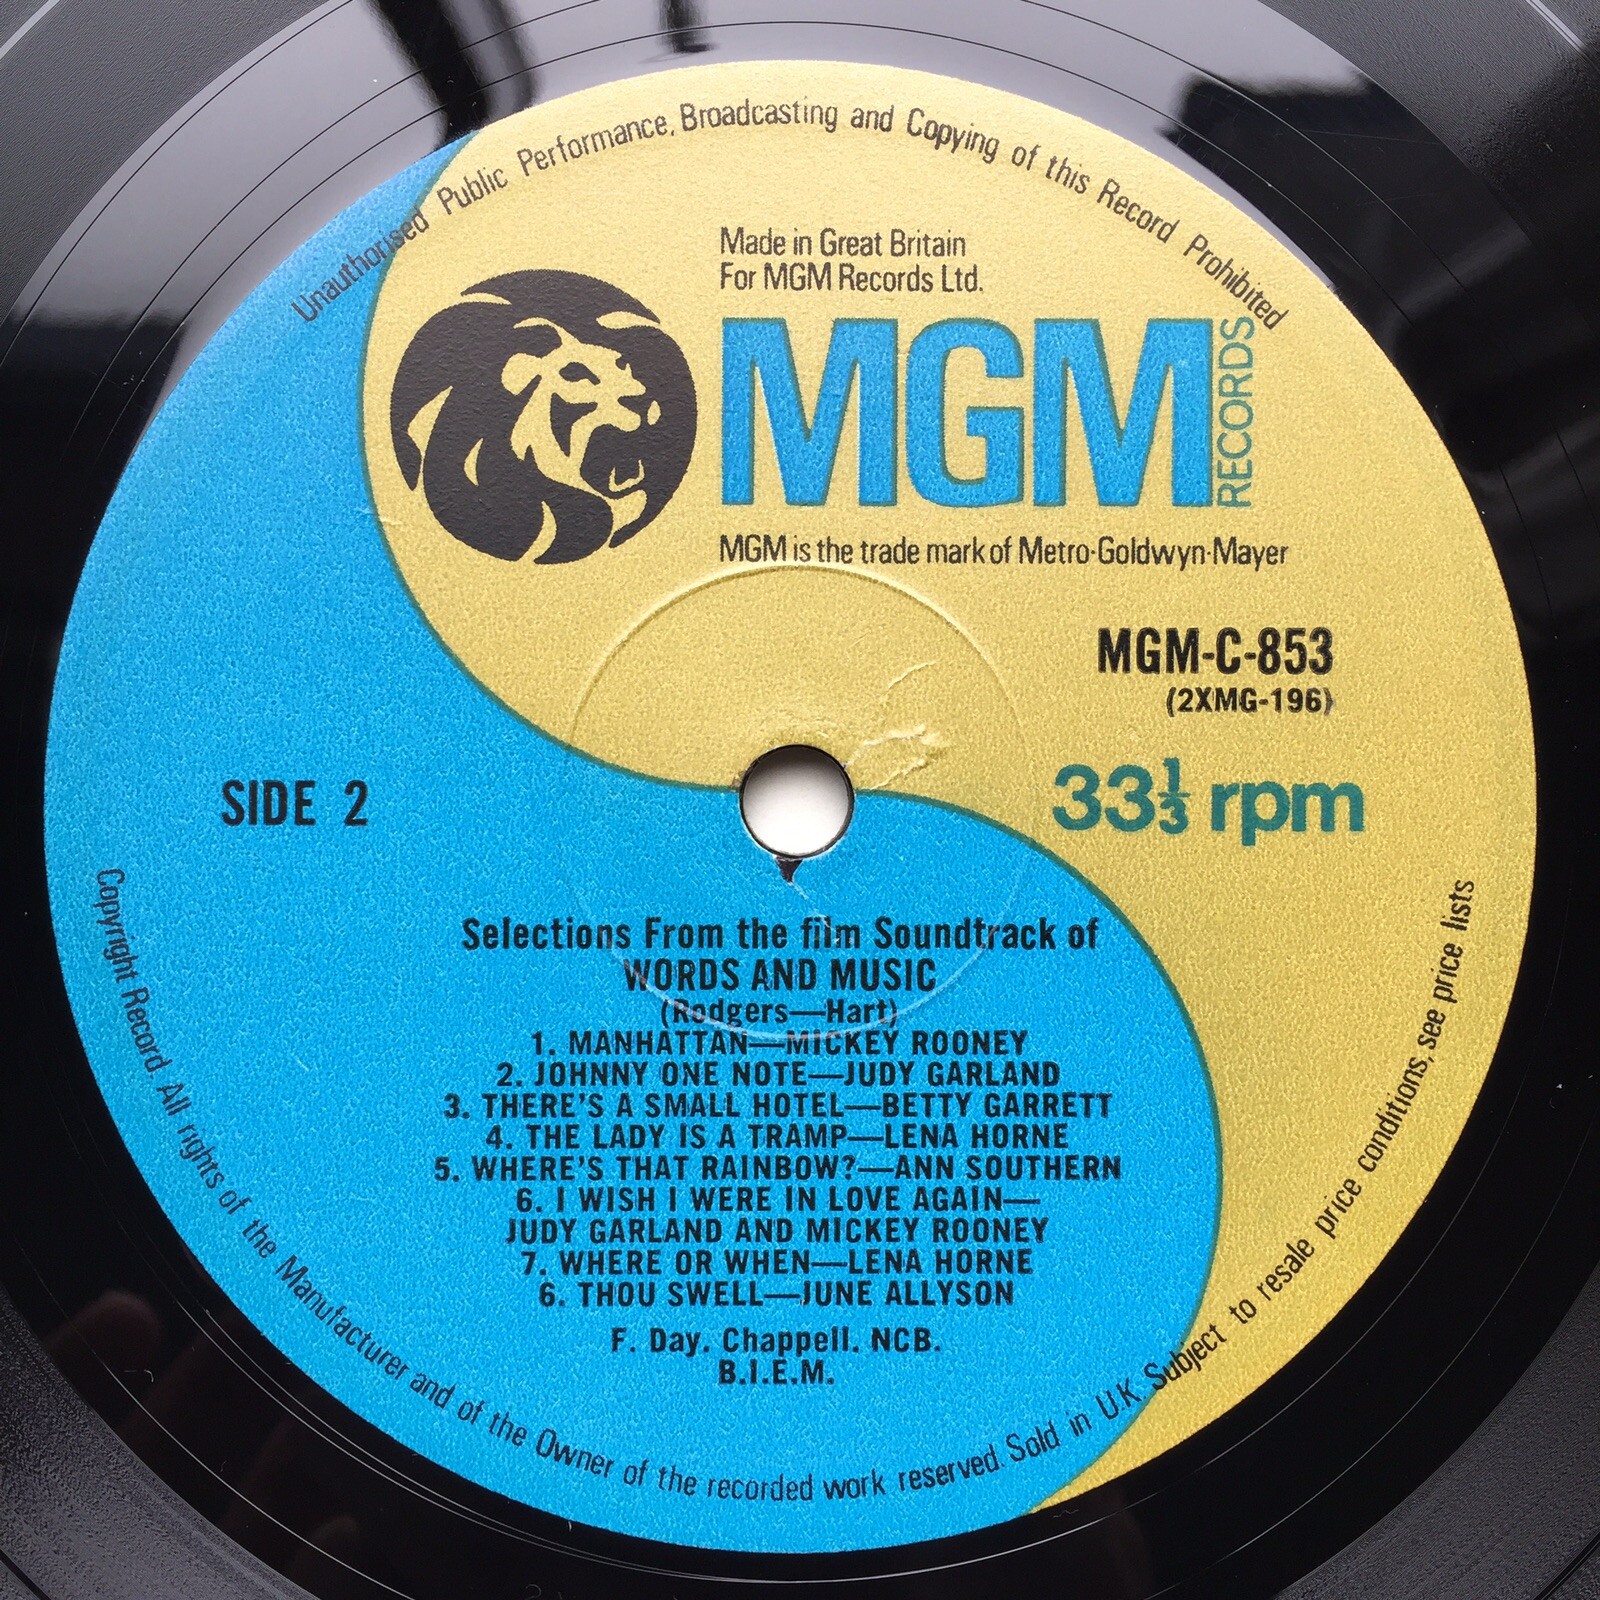 Unauthorised Public Performance, Broadcasting and Copying of this Record Prohibited
Made in Great Britain
For MGM Records Ltd.
MGM RECORDS
MGM is the trade mark of Metro-Goldwyn-Mayer
MGM-C-853
(2XMG-196)
SIDE 2
33⅓ rpm
Selections From the film Soundtrack of
WORDS AND MUSIC
(Rodgers—Hart)
1. MANHATTAN—MICKEY ROONEY
2. JOHNNY ONE NOTE—JUDY GARLAND
3. THERE'S A SMALL HOTEL—BETTY GARRETT
4. THE LADY IS A TRAMP—LENA HORNE
5. WHERE'S THAT RAINBOW?—ANN SOUTHERN
6. I WISH I WERE IN LOVE AGAIN—
JUDY GARLAND AND MICKEY ROONEY
7. WHERE OR WHEN—LENA HORNE
6. THOU SWELL—JUNE ALLYSON
F. Day. Chappell. NCB.
B.I.E.M.
Copyright Record. All rights of the Manufacturer and of the Owner of the recorded work reserved. Sold in U.K. Subject to resale price conditions, see price lists